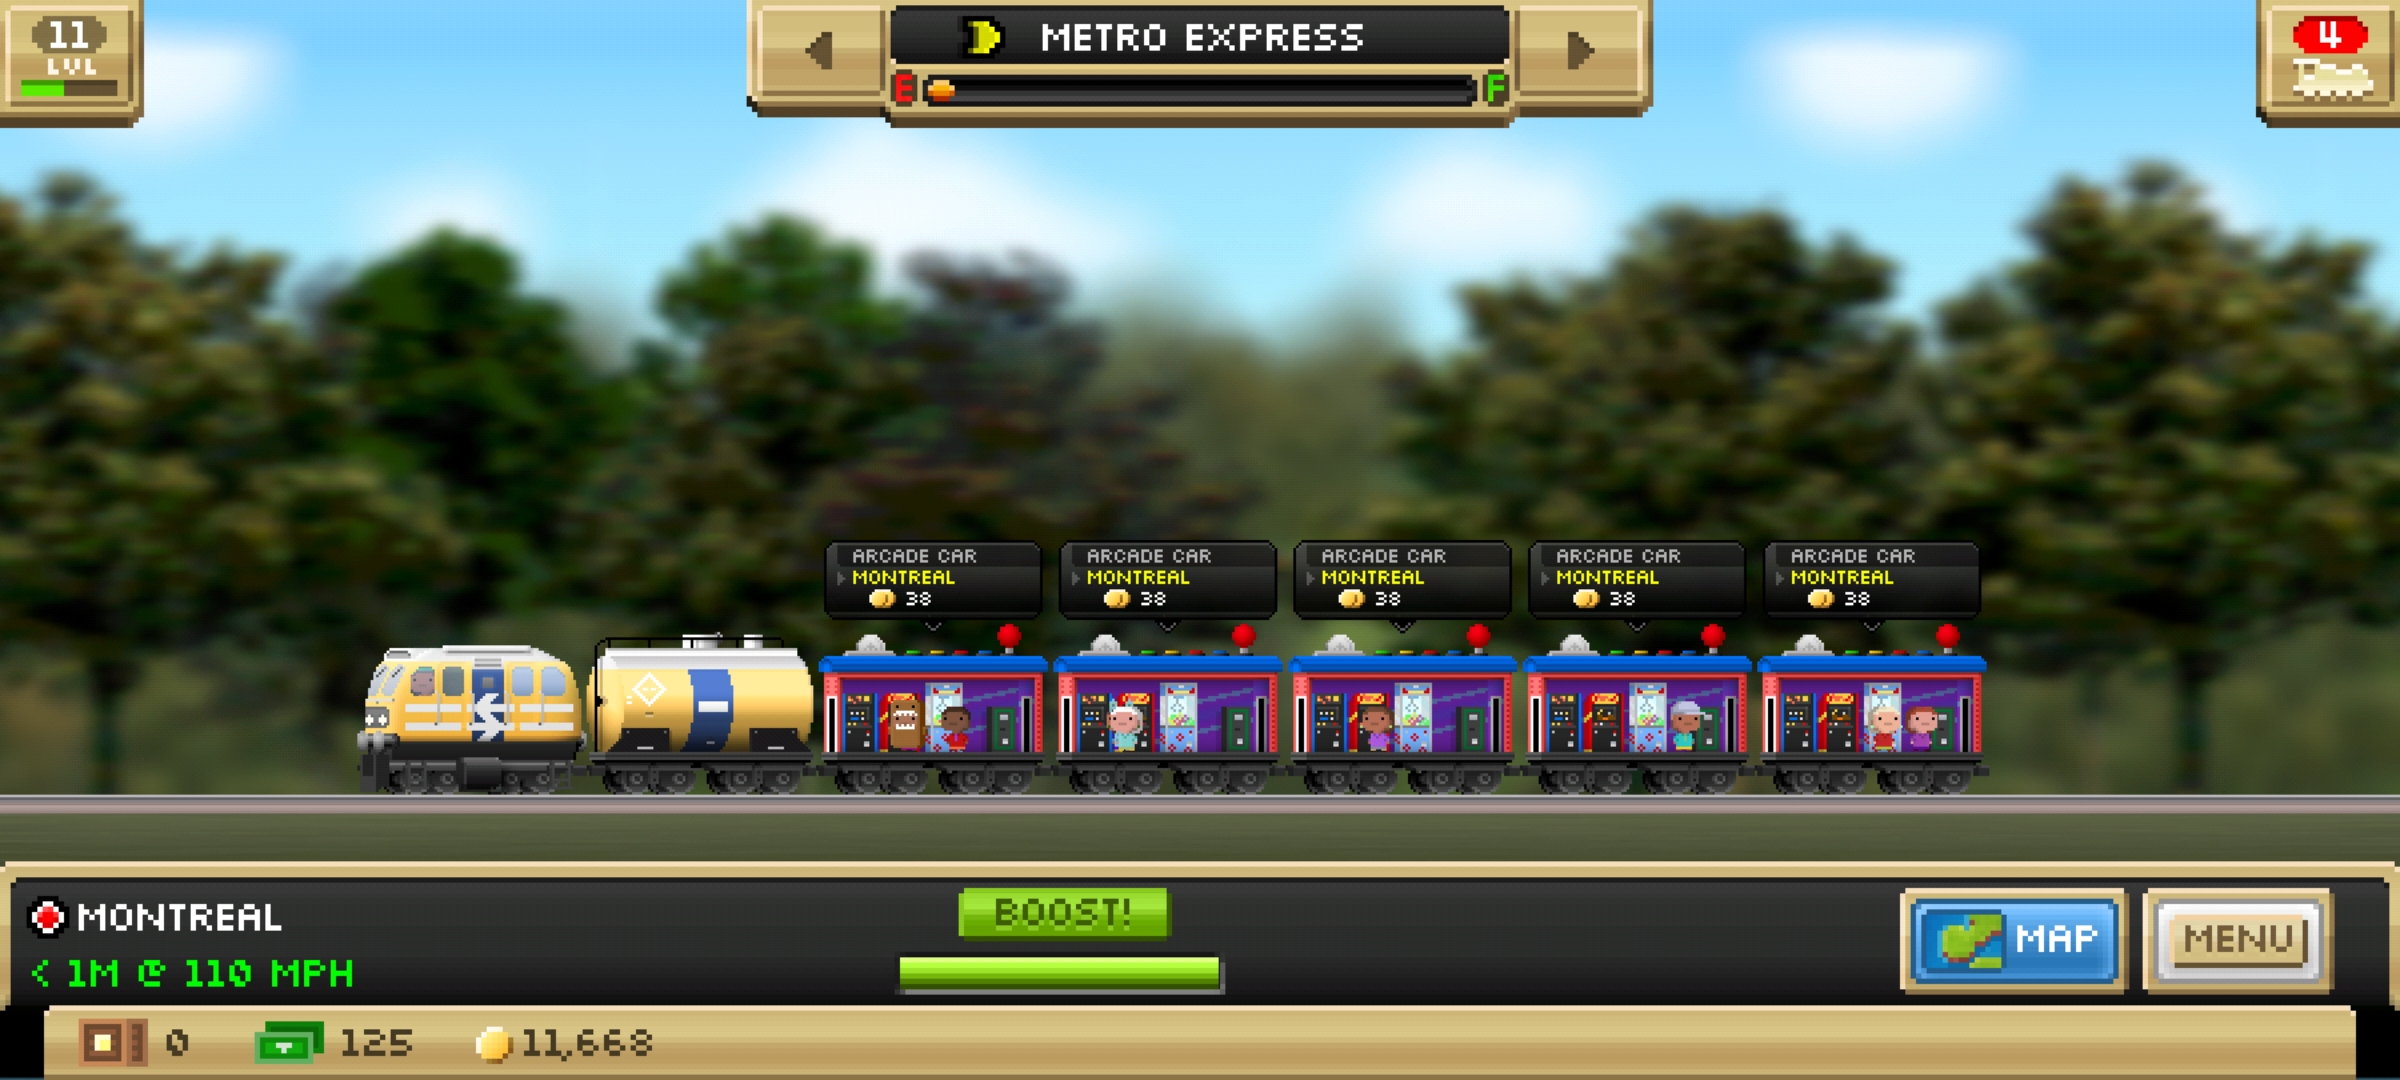 11
LVL
METRO EXPRESS
E F
4
ARCADE CAR
MONTREAL
38
ARCADE CAR
MONTREAL
38
ARCADE CAR
MONTREAL
38
ARCADE CAR
MONTREAL
38
ARCADE CAR
MONTREAL
38
MONTREAL
< 1M @ 110 MPH
BOOST!
MAP
MENU
0
125
11,668